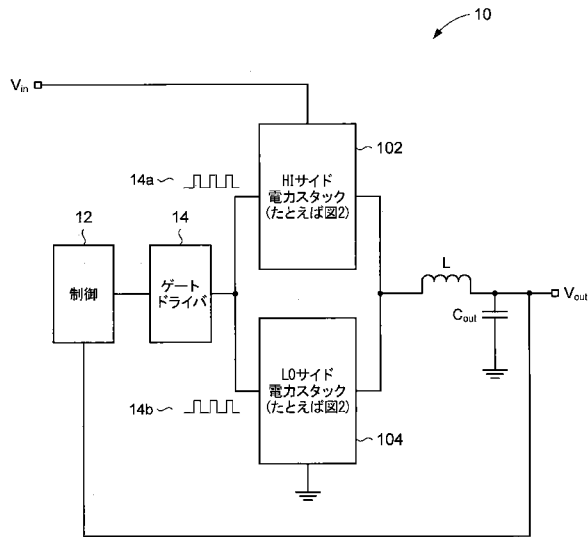 10
Vin
102
14a
HIサイド
電力スタック
(たとえば図2)
12
14
制御
ゲート
ドライバ
L
Vout
Cout
14b
LOサイド
電力スタック
(たとえば図2)
104